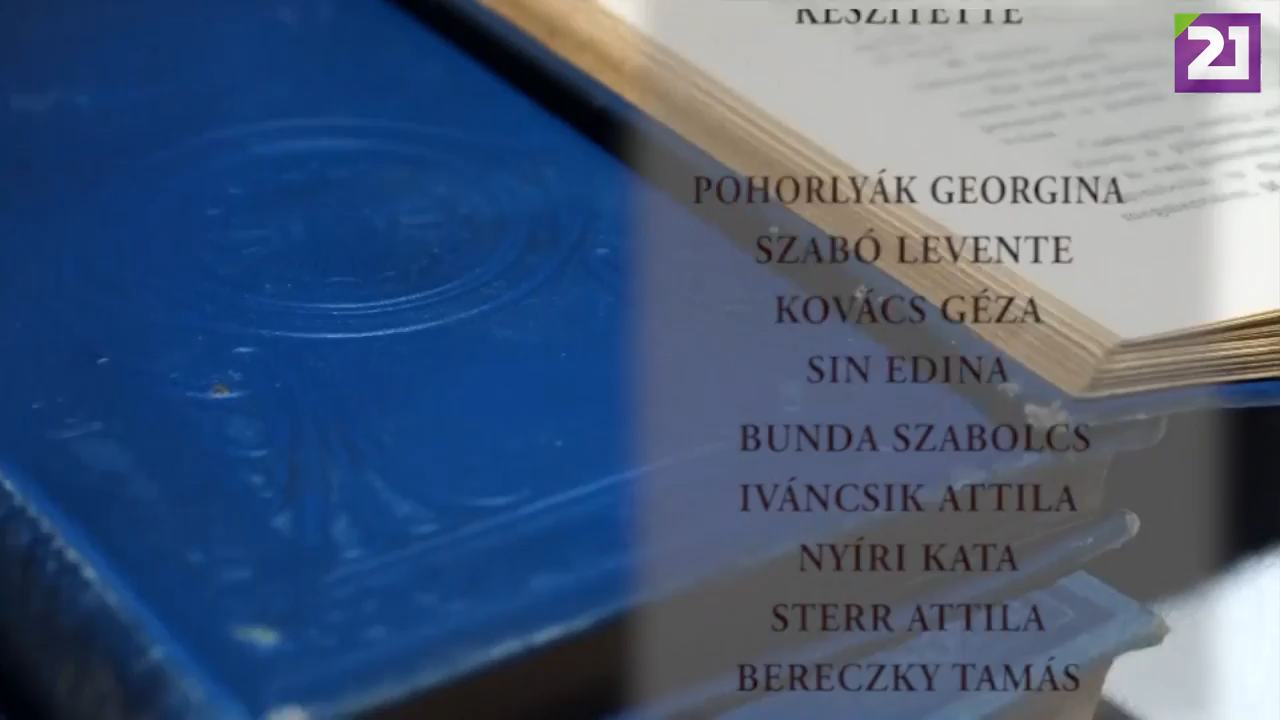 KÉSZÍTETTE
21
POHORLYÁK GEORGINA
SZABÓ LEVENTE
KOVÁCS GÉZA
SIN EDINA
BUNDA SZABOLCS
IVÁNCSIK ATTILA
NYÍRI KATA
STERR ATTILA
BERECZKY TAMÁS